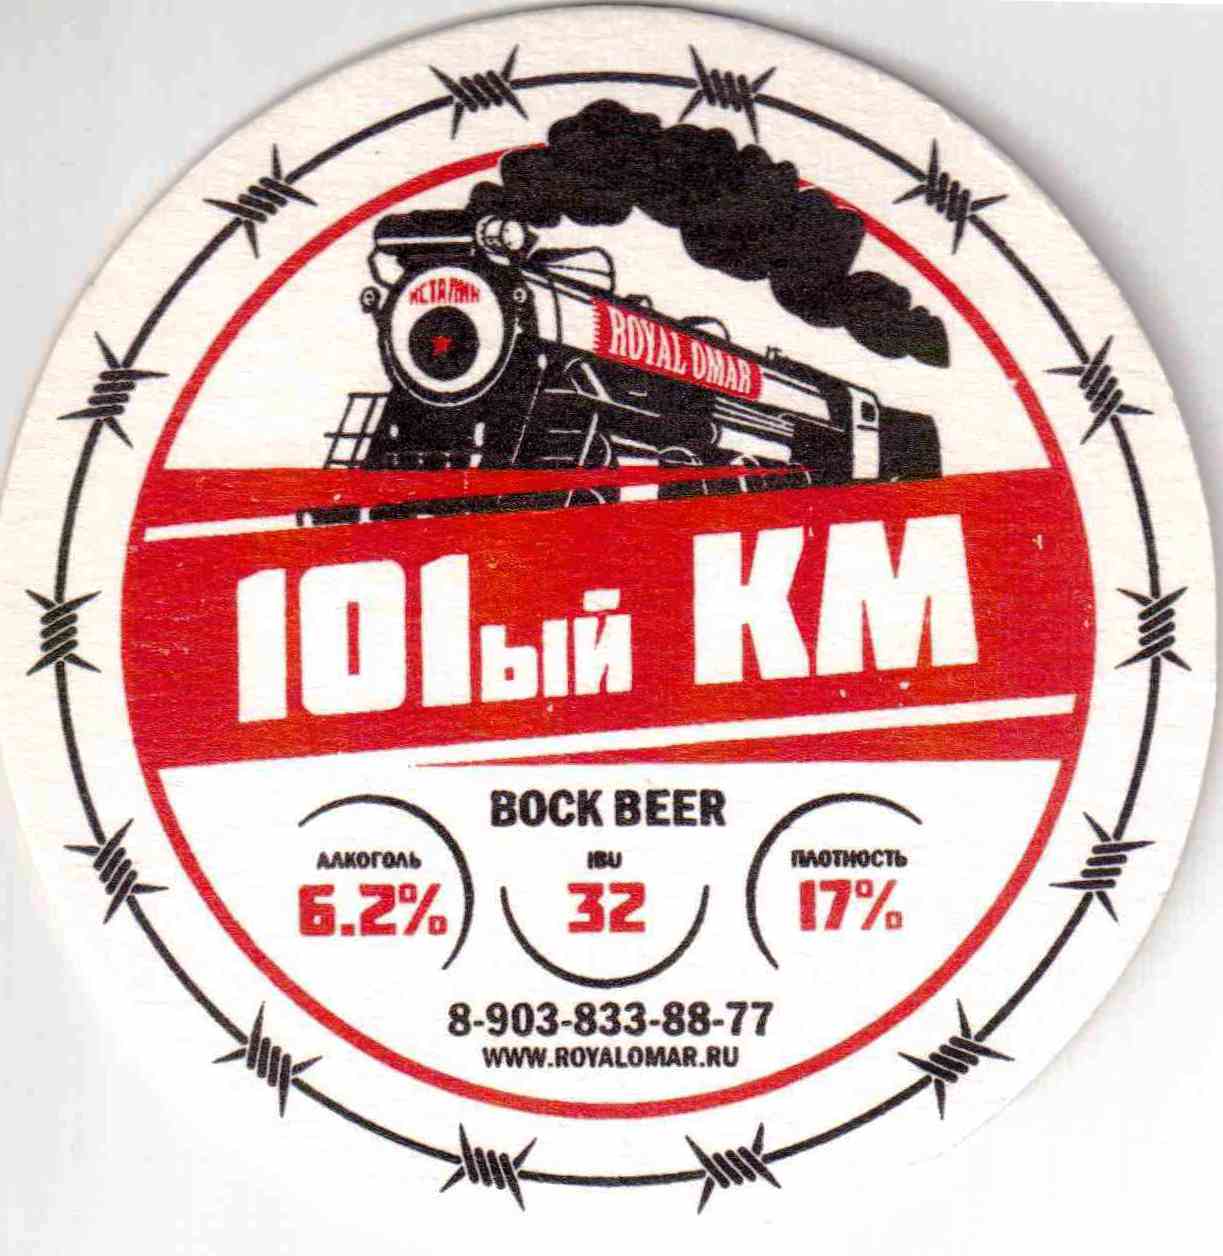 ИСТАЛИН
ROYAL OMAR
101ый КМ
BOCK BEER
АЛКОГОЛЬ
6.2%
IBU
32
ПЛОТНОСТЬ
17%
8-903-833-88-77
WWW.ROYALOMAR.RU